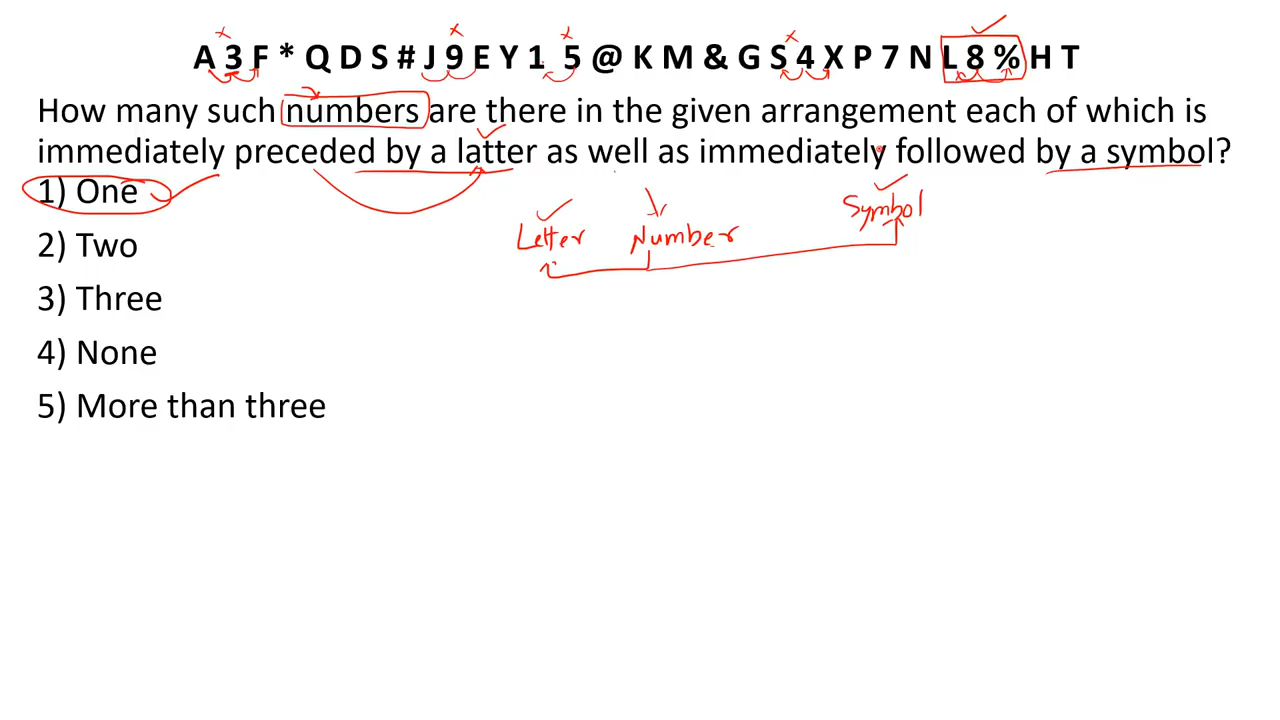 A 3 F * Q D S # J 9 E Y 1 5 @ K M & G S 4 X P 7 N L 8 % H T
How many such numbers are there in the given arrangement each of which is
immediately preceded by a latter as well as immediately followed by a symbol?
1) One
Letter Number Symbol
2) Two
3) Three
4) None
5) More than three